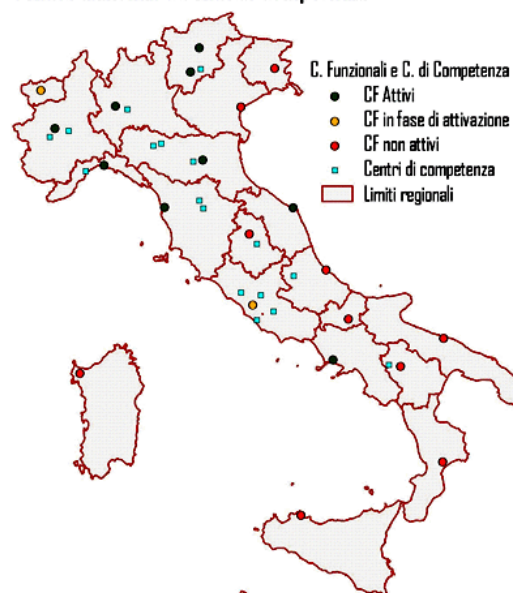 C. Funzionali e C. di Competenza
CF Attivi
CF in fase di attivazione
CF non attivi
Centri di competenza
Limiti regionali